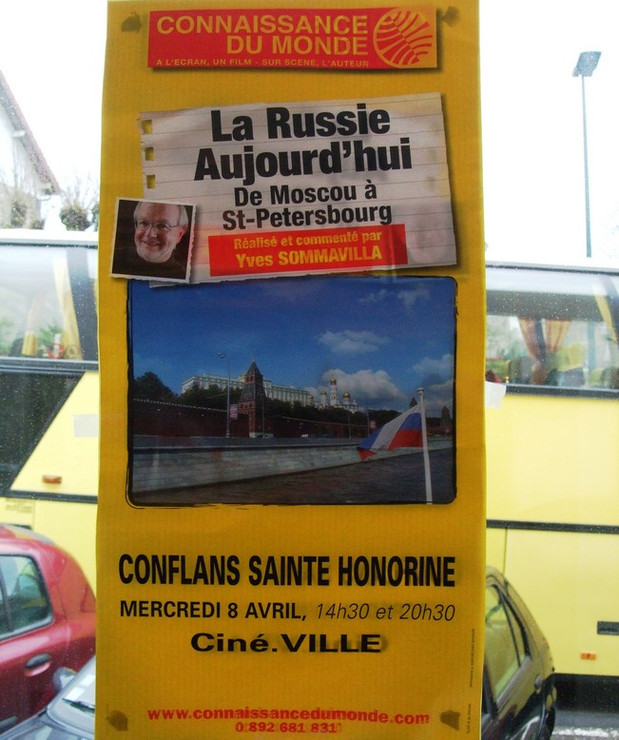 CONNAISSANCE
DU MONDE
A L'ECRAN, UN FILM - SUR SCENE, L'AUTEUR
La Russie
Aujourd'hui
De Moscou à
St-Petersbourg
Réalisé et commenté par
Yves SOMMAVILLA
CONFLANS SAINTE HONORINE
MERCREDI 8 AVRIL, 14h30 et 20h30
Ciné.VILLE
www.connaissancedumonde.com
0 892 681 831